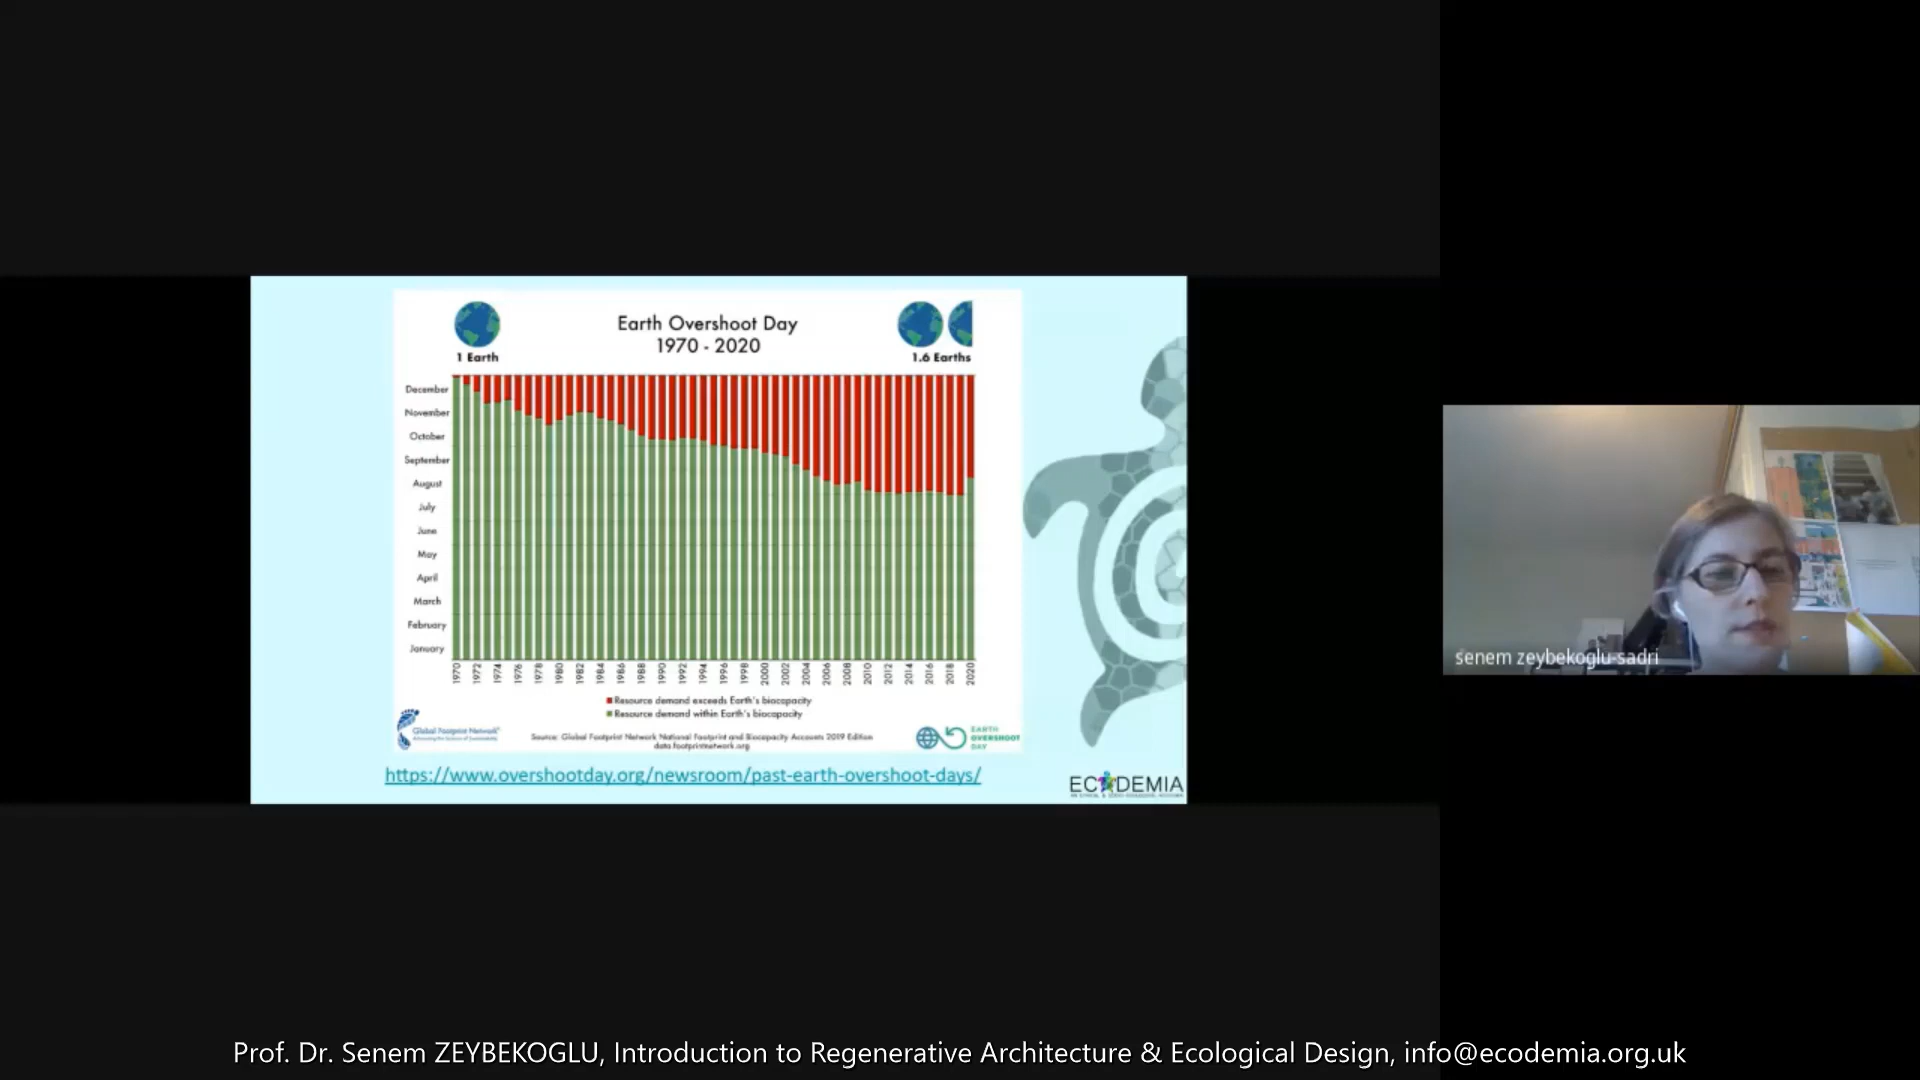 Earth Overshoot Day
1970 - 2020
1 Earth
1.6 Earths
December
November
October
September
August
July
June
May
April
March
February
January
1970 1972 1974 1976 1978 1980 1982 1984 1986 1988 1990 1992 1994 1996 1998 2000 2002 2004 2006 2008 2010 2012 2014 2016 2018 2020
Resource demand exceeds Earth's biocapacity
Resource demand within Earth's biocapacity
Global Footprint Network
Source: Global Footprint Network National Footprint and Biocapacity Accounts 2019 Edition
data.footprintnetwork.org
EARTH
OVERSHOOT
DAY
https://www.overshootday.org/newsroom/past-earth-overshoot-days/
ECODEMIA
senem zeybekoglu-sadri
Prof. Dr. Senem ZEYBEKOGLU, Introduction to Regenerative Architecture & Ecological Design, info@ecodemia.org.uk